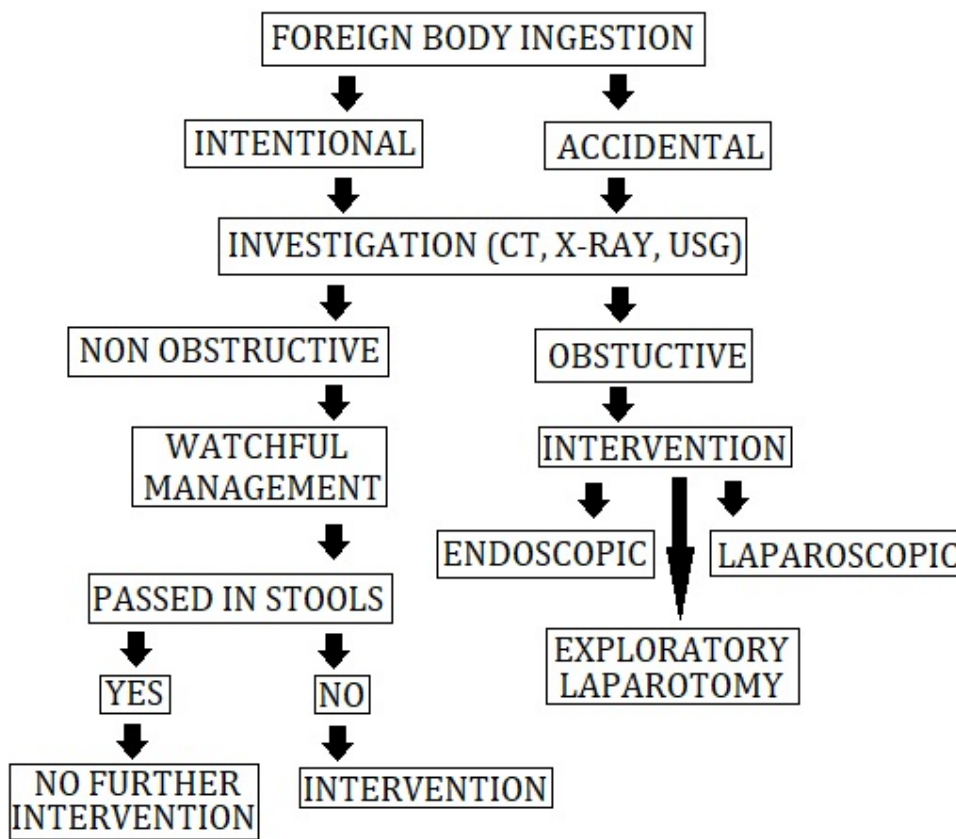 FOREIGN BODY INGESTION
INTENTIONAL
ACCIDENTAL
INVESTIGATION (CT, X-RAY, USG)
NON OBSTRUCTIVE
OBSTUCTIVE
WATCHFUL
MANAGEMENT
INTERVENTION
ENDOSCOPIC
LAPAROSCOPIC
PASSED IN STOOLS
EXPLORATORY
LAPAROTOMY
YES
NO
NO FURTHER
INTERVENTION
INTERVENTION